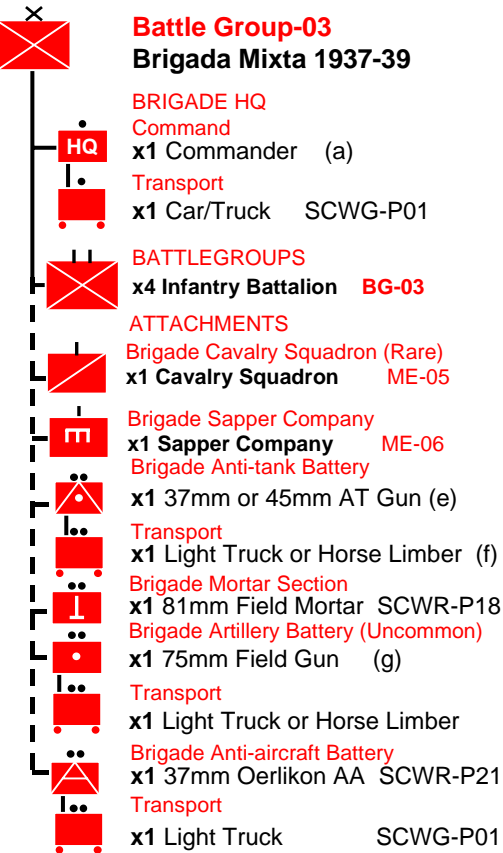 Battle Group-03
Brigada Mixta 1937-39
BRIGADE HQ
Command
HQ
x1 Commander (a)
Transport
x1 Car/Truck SCWG-P01
BATTLEGROUPS
x4 Infantry Battalion BG-03
ATTACHMENTS
Brigade Cavalry Squadron (Rare)
x1 Cavalry Squadron ME-05
Brigade Sapper Company
x1 Sapper Company ME-06
Brigade Anti-tank Battery
x1 37mm or 45mm AT Gun (e)
Transport
x1 Light Truck or Horse Limber (f)
Brigade Mortar Section
x1 81mm Field Mortar SCWR-P18
Brigade Artillery Battery (Uncommon)
x1 75mm Field Gun (g)
Transport
x1 Light Truck or Horse Limber
Brigade Anti-aircraft Battery
x1 37mm Oerlikon AA SCWR-P21
Transport
x1 Light Truck SCWG-P01